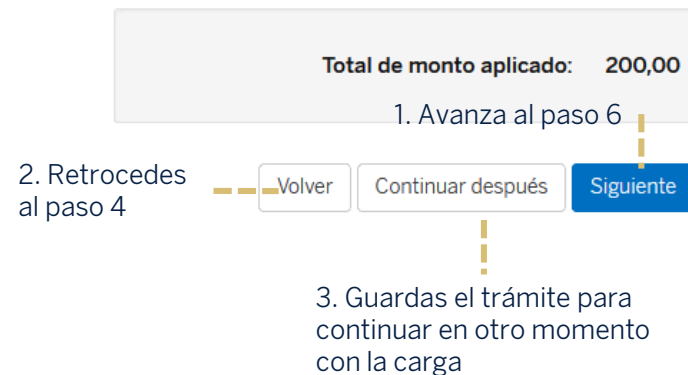 Total de monto aplicado: 200,00
1. Avanza al paso 6
2. Retrocedes
al paso 4
Volver
Continuar después
Siguiente
3. Guardas el trámite para
continuar en otro momento
con la carga